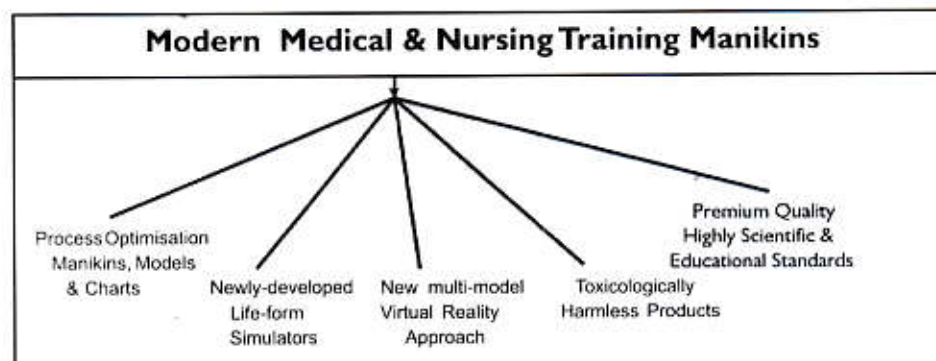 Modern Medical & Nursing Training Manikins
Process Optimisation
Manikins, Models
& Charts
Newly-developed
Life-form
Simulators
New multi-model
Virtual Reality
Approach
Toxicologically
Harmless Products
Premium Quality
Highly Scientific &
Educational Standards